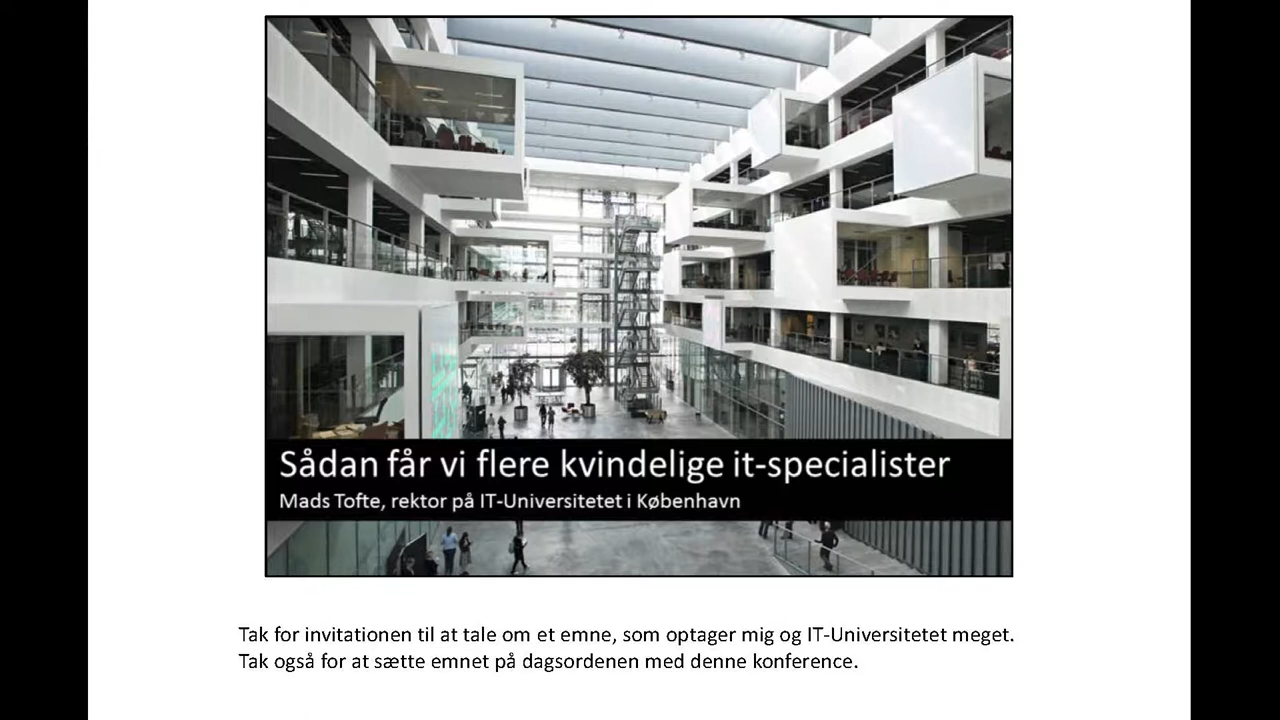 Sådan får vi flere kvindelige it-specialister
Mads Tofte, rektor på IT-Universitetet i København
Tak for invitationen til at tale om et emne, som optager mig og IT-Universitetet meget.
Tak også for at sætte emnet på dagsordenen med denne konference.